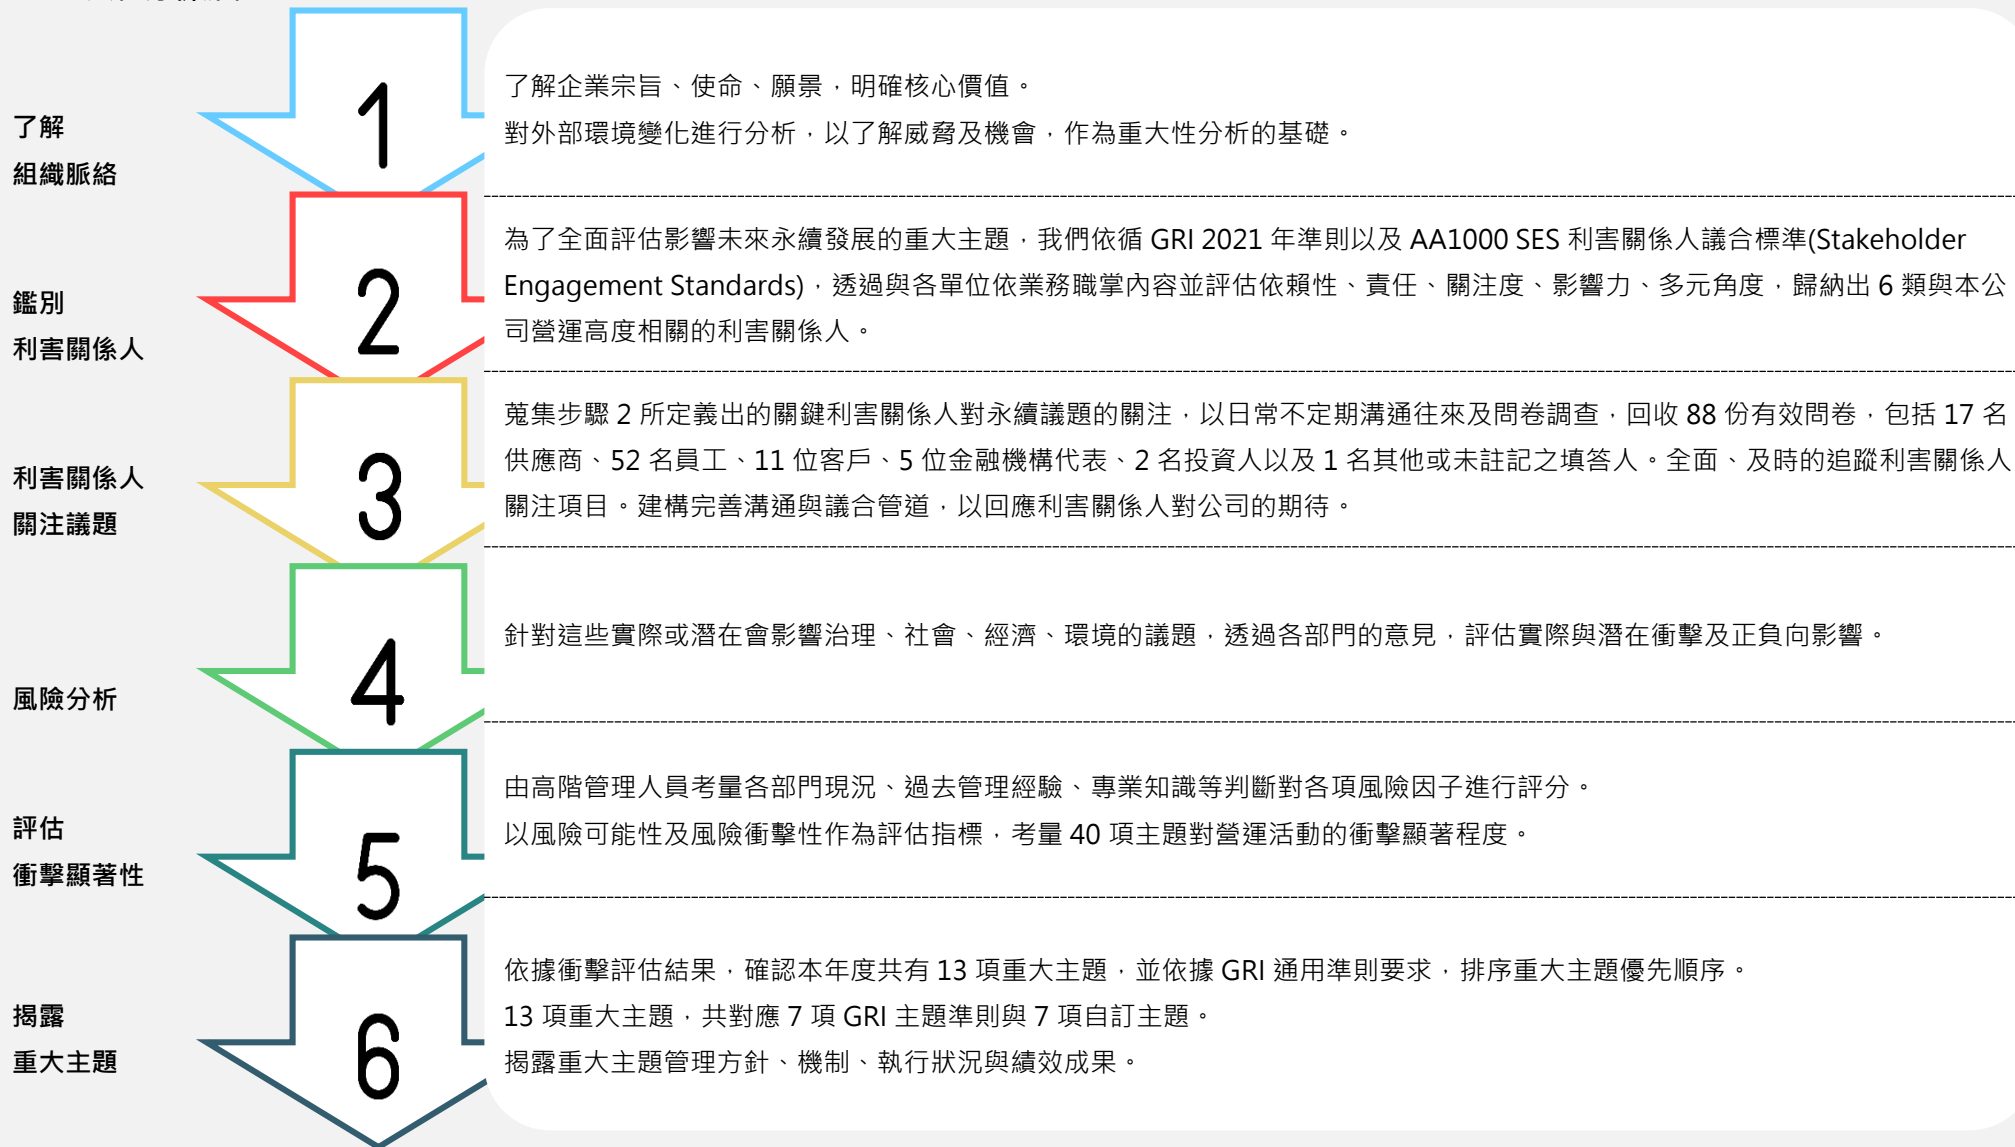 了解
組織脈絡
1
了解企業宗旨、使命、願景，明確核心價值。
對外部環境變化進行分析，以了解威脅及機會，作為重大性分析的基礎。
鑑別
利害關係人
2
為了全面評估影響未來永續發展的重大主題，我們依循 GRI 2021 年準則以及 AA1000 SES 利害關係人議合標準(Stakeholder
Engagement Standards)，透過與各單位依業務職掌內容並評估依賴性、責任、關注度、影響力、多元角度，歸納出 6 類與本公
司營運高度相關的利害關係人。
利害關係人
關注議題
3
蒐集步驟 2 所定義出的關鍵利害關係人對永續議題的關注，以日常不定期溝通往來及問卷調查，回收 88 份有效問卷，包括 17 名
供應商、52 名員工、11 位客戶、5 位金融機構代表、2 名投資人以及 1 名其他或未註記之填答人。全面、及時的追蹤利害關係人
關注項目。建構完善溝通與議合管道，以回應利害關係人對公司的期待。
風險分析
4
針對這些實際或潛在會影響治理、社會、經濟、環境的議題，透過各部門的意見，評估實際與潛在衝擊及正負向影響。
評估
衝擊顯著性
5
由高階管理人員考量各部門現況、過去管理經驗、專業知識等判斷對各項風險因子進行評分。
以風險可能性及風險衝擊性作為評估指標，考量 40 項主題對營運活動的衝擊顯著程度。
揭露
重大主題
6
依據衝擊評估結果，確認本年度共有 13 項重大主題，並依據 GRI 通用準則要求，排序重大主題優先順序。
13 項重大主題，共對應 7 項 GRI 主題準則與 7 項自訂主題。
揭露重大主題管理方針、機制、執行狀況與績效成果。